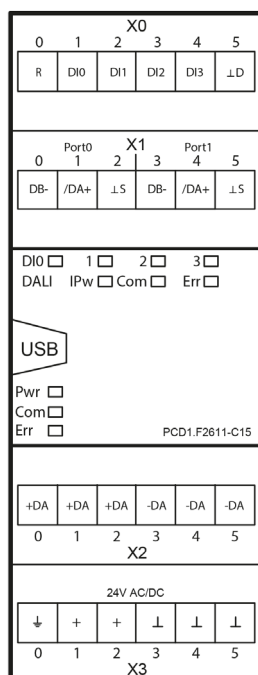 X0
0 1 2 3 4 5
R DI0 DI1 DI2 DI3 ⊥D
Port0 X1 Port1
0 1 2 3 4 5
DB- /DA+ ⊥S DB- /DA+ ⊥S
DI0 1 2 3
DALI IPw Com Err
USB
Pwr
Com
Err PCD1.F2611-C15
+DA +DA +DA -DA -DA -DA
0 1 2 3 4 5
X2
24V AC/DC
⏚ + + ⊥ ⊥ ⊥
0 1 2 3 4 5
X3